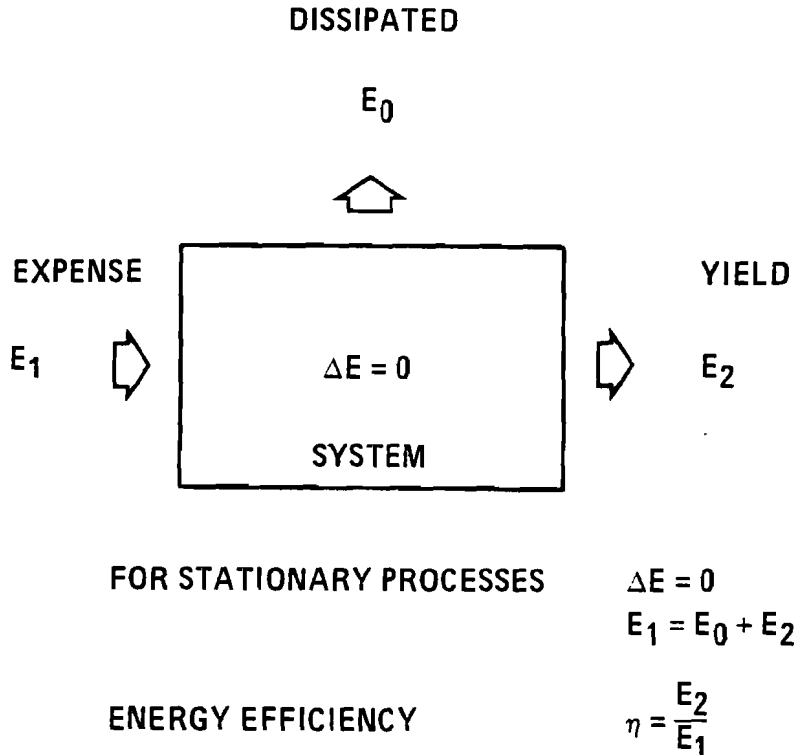 DISSIPATED
E₀
EXPENSE
YIELD
E₁
ΔE = 0
E₂
SYSTEM
FOR STATIONARY PROCESSES ΔE = 0
E₁ = E₀ + E₂
ENERGY EFFICIENCY η = E₂/E₁